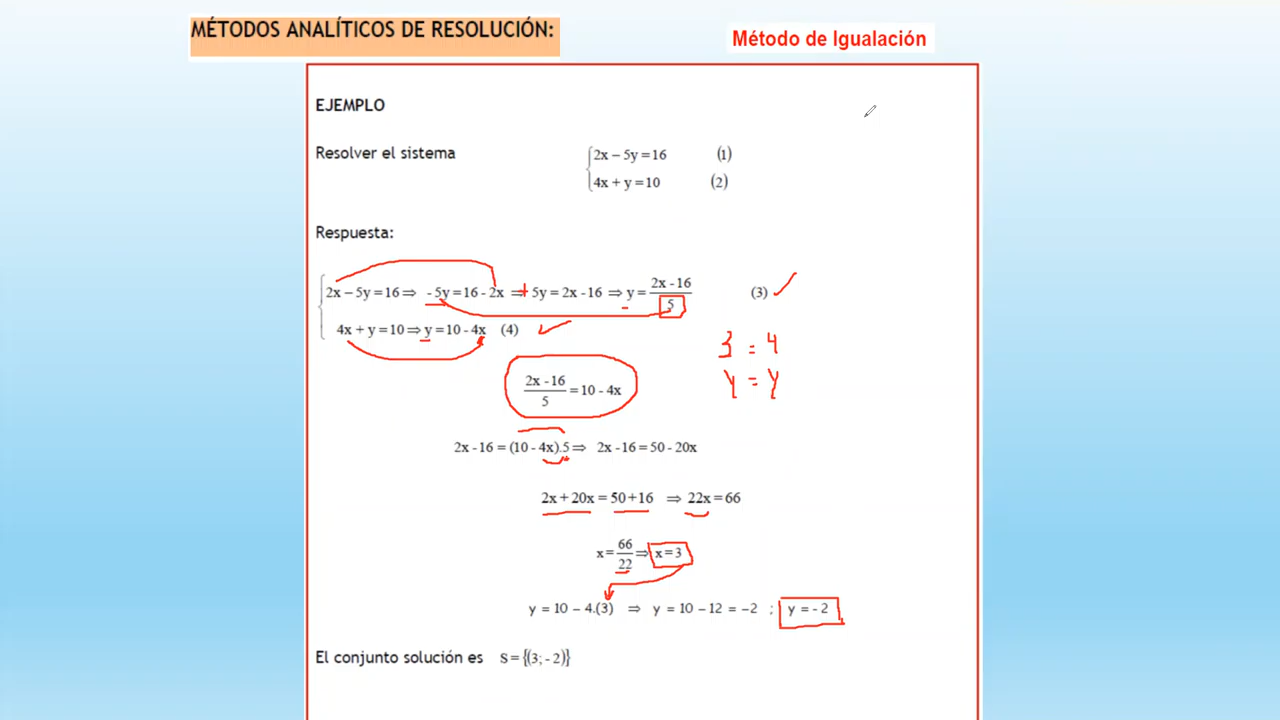 MÉTODOS ANALÍTICOS DE RESOLUCIÓN:
Método de Igualación
EJEMPLO
Resolver el sistema
2x – 5y = 16 (1)
4x + y = 10 (2)
Respuesta:
2x – 5y = 16 ⇒ - 5y = 16 - 2x ⇒ + 5y = 2x - 16 ⇒ y = (2x - 16)/5 (3) ✓
4x + y = 10 ⇒ y = 10 - 4x (4) ✓
3 = 4
y = y
(2x - 16)/5 = 10 - 4x
2x - 16 = (10 - 4x).5 ⇒ 2x - 16 = 50 - 20x
2x + 20x = 50 + 16 ⇒ 22x = 66
x = 66/22 ⇒ x = 3
y = 10 – 4.(3) ⇒ y = 10 – 12 = –2 ; y = - 2
El conjunto solución es S = {(3; - 2)}